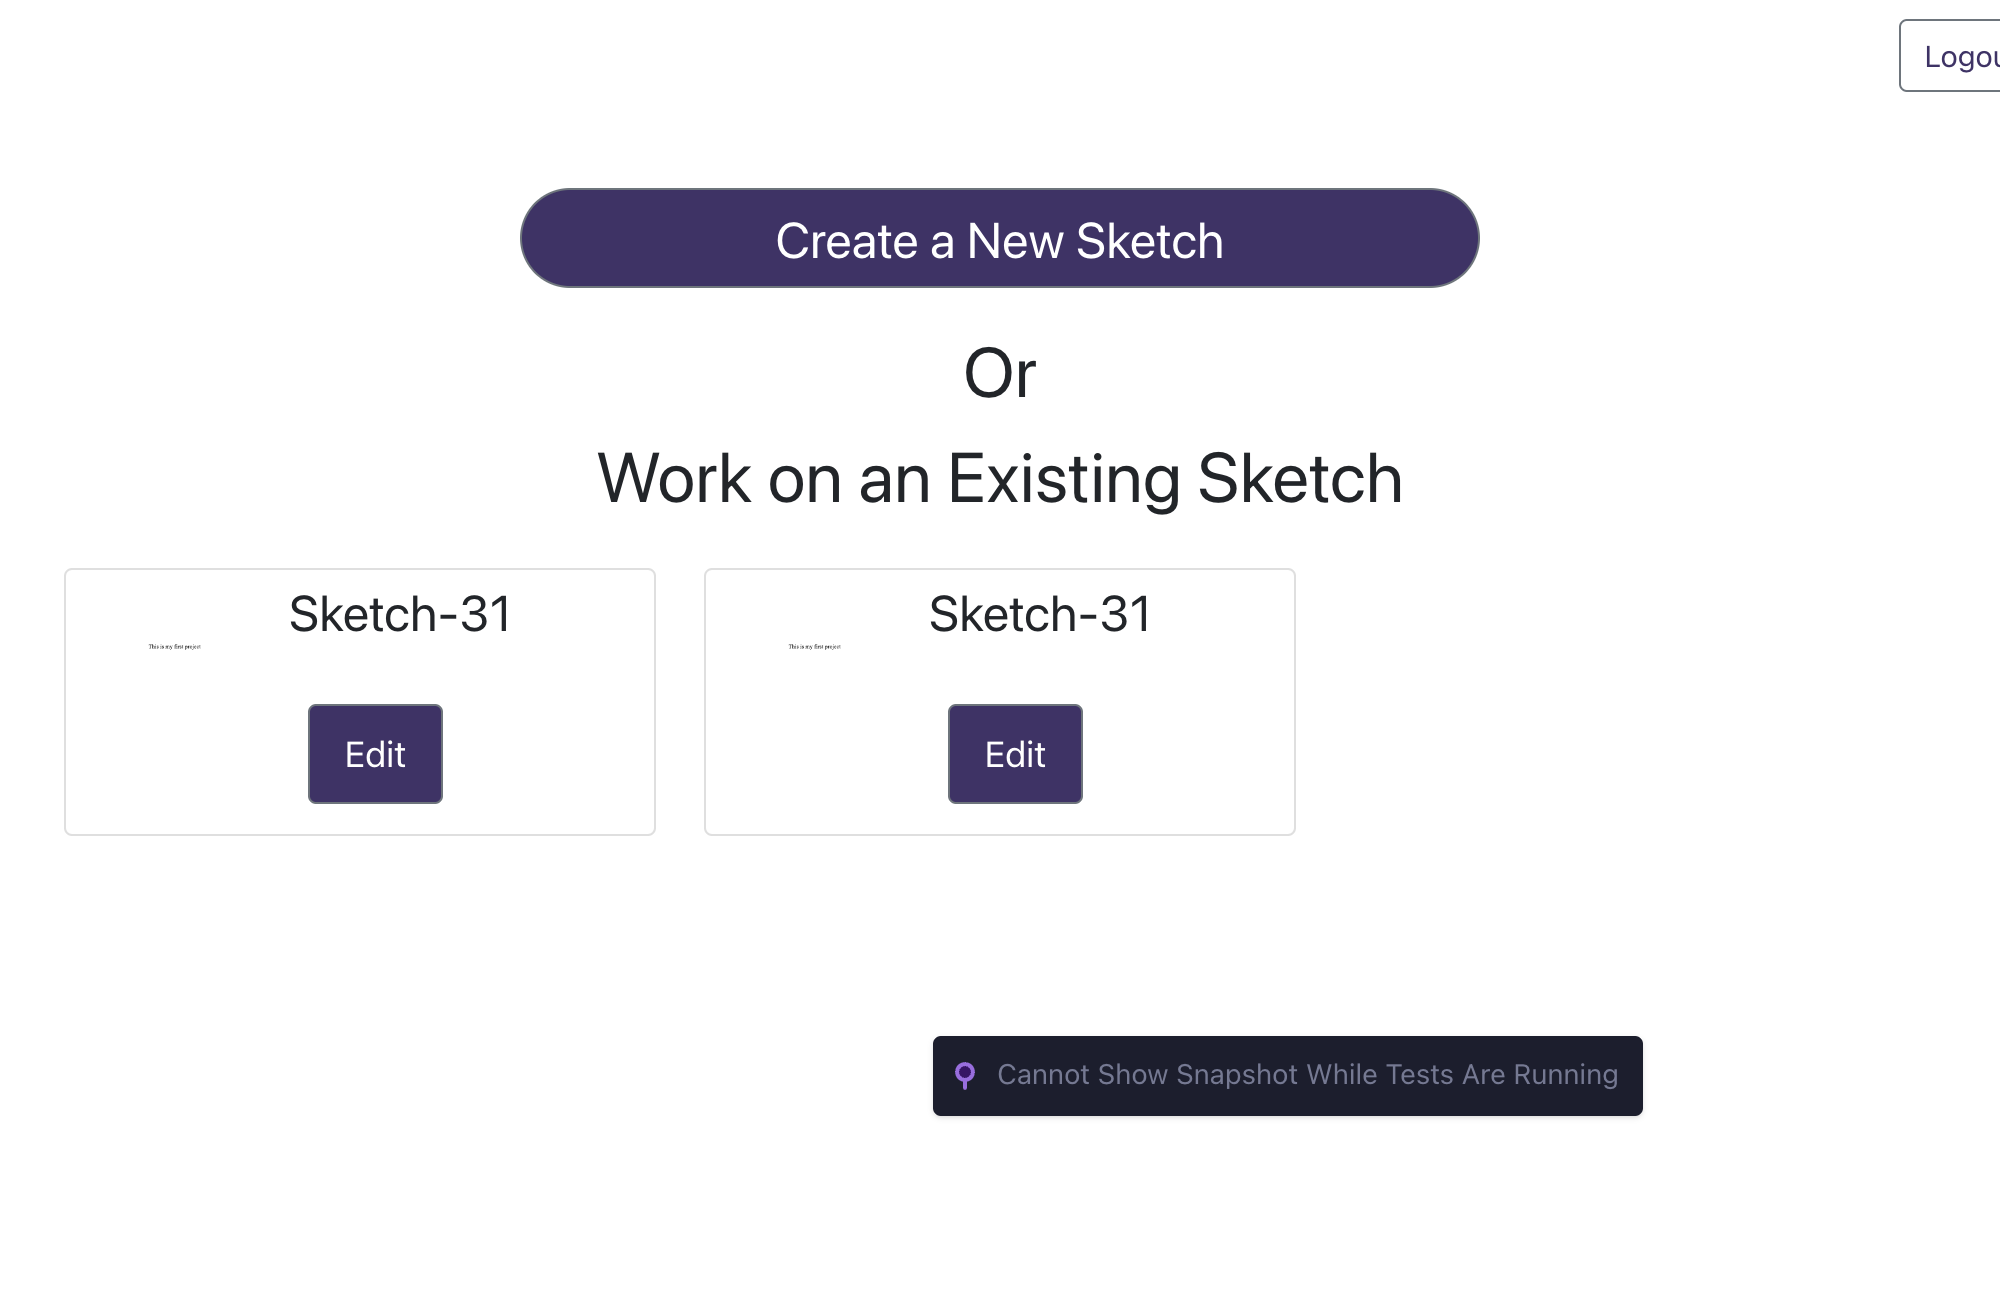 Logou
Create a New Sketch
Or
Work on an Existing Sketch
Sketch-31
This is my first project
Edit
Sketch-31
This is my first project
Edit
Cannot Show Snapshot While Tests Are Running